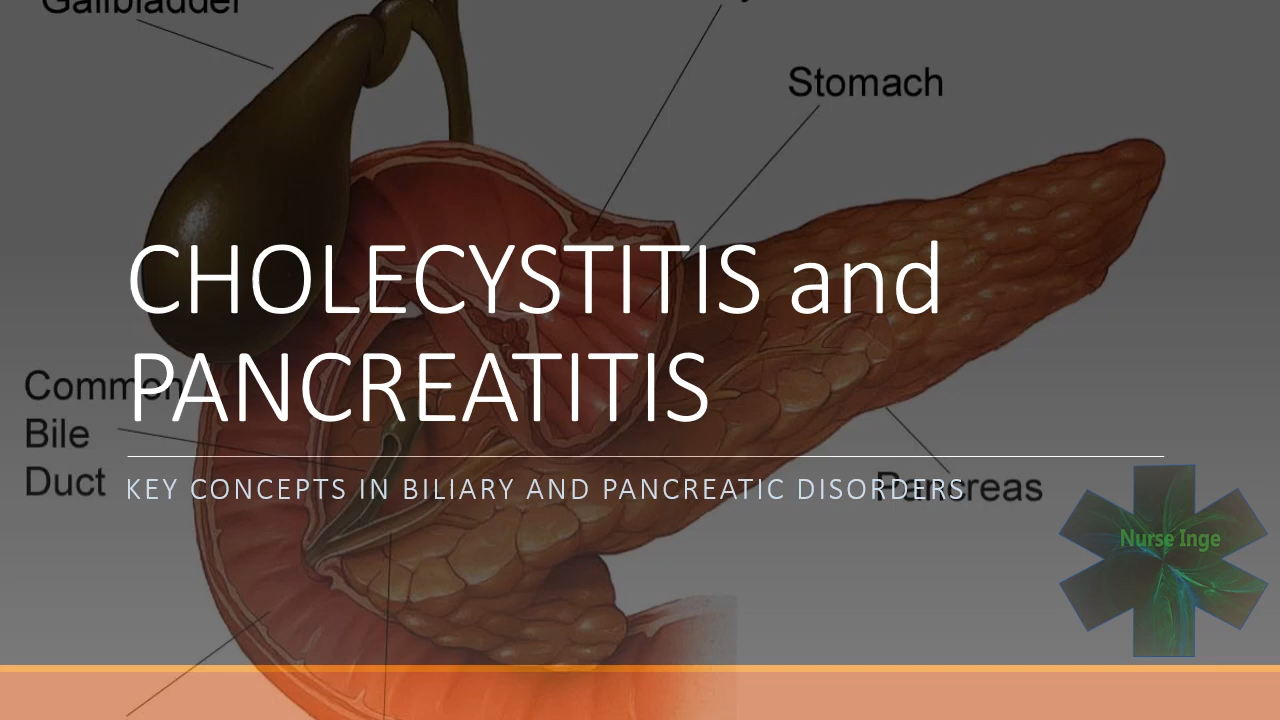 Gallbladder
Stomach
CHOLECYSTITIS and
PANCREATITIS
Common
Bile
Duct
KEY CONCEPTS IN BILIARY AND PANCREATIC DISORDERS
Pancreas
Nurse Inge